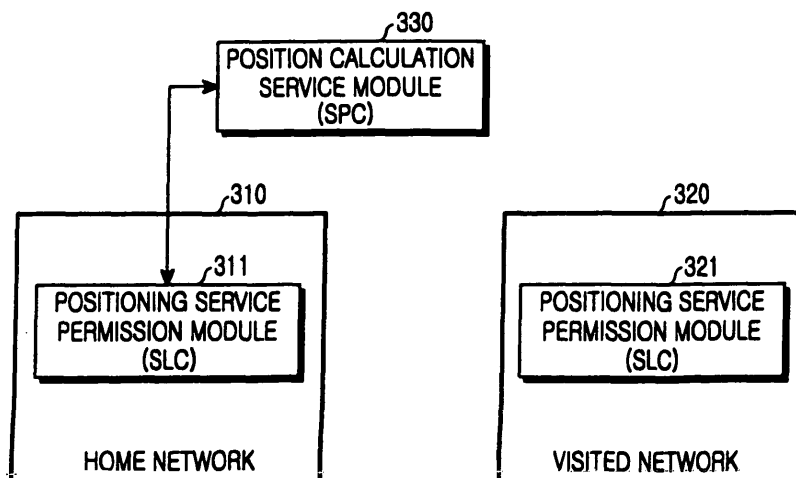 330
POSITION CALCULATION
SERVICE MODULE
(SPC)
310
311
POSITIONING SERVICE
PERMISSION MODULE
(SLC)
HOME NETWORK
320
321
POSITIONING SERVICE
PERMISSION MODULE
(SLC)
VISITED NETWORK